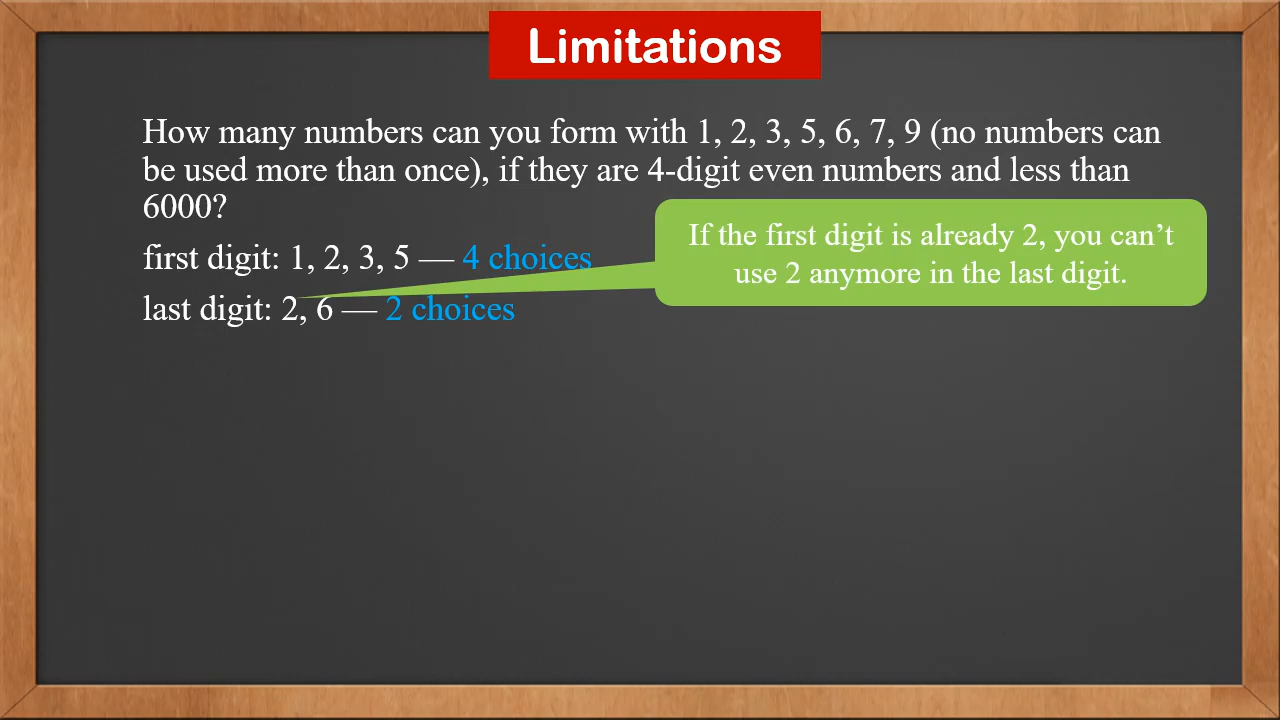 Limitations
How many numbers can you form with 1, 2, 3, 5, 6, 7, 9 (no numbers can
be used more than once), if they are 4-digit even numbers and less than
6000?
If the first digit is already 2, you can’t
use 2 anymore in the last digit.
first digit: 1, 2, 3, 5 — 4 choices
last digit: 2, 6 — 2 choices